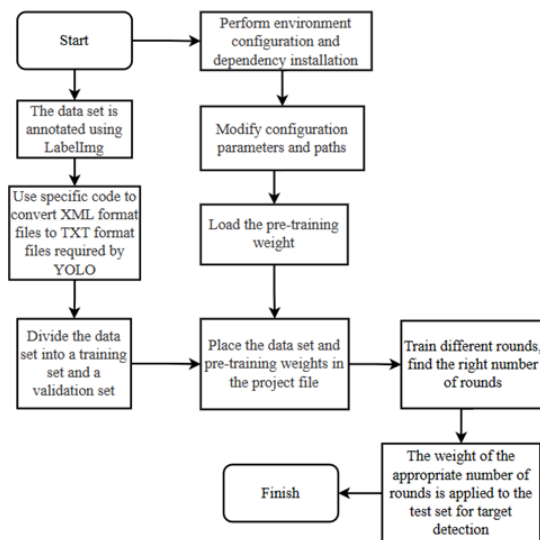 Start
Perform environment
configuration and
dependency installation
The data set is
annotated using
LabelImg
Modify configuration
parameters and paths
Use specific code to
convert XML format
files to TXT format
files required by
YOLO
Load the pre-training
weight
Divide the data
set into a training
set and a
validation set
Place the data set and
pre-training weights in
the project file
Train different rounds,
find the right number
of rounds
The weight of the
appropriate number of
rounds is applied to the
test set for target
detection
Finish